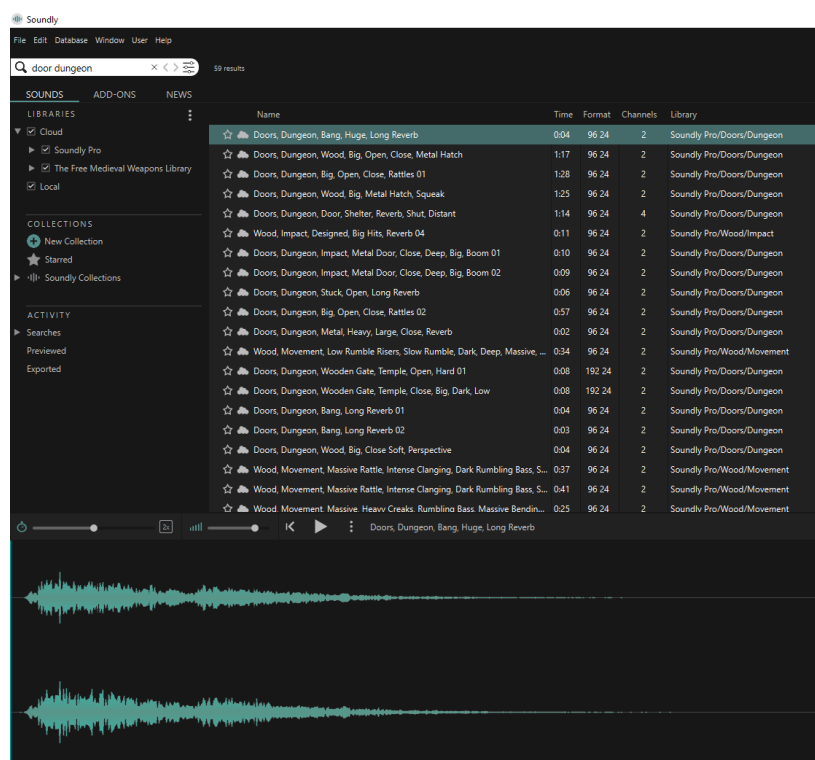 Soundly
File Edit Database Window User Help
door dungeon
59 results
SOUNDS ADD-ONS NEWS
LIBRARIES
Cloud
Soundly Pro
The Free Medieval Weapons Library
Local
COLLECTIONS
New Collection
Starred
Soundly Collections
ACTIVITY
Searches
Previewed
Exported
Name Time Format Channels Library
Doors, Dungeon, Bang, Huge, Long Reverb 0:04 96 24 2 Soundly Pro/Doors/Dungeon
Doors, Dungeon, Wood, Big, Open, Close, Metal Hatch 1:17 96 24 2 Soundly Pro/Doors/Dungeon
Doors, Dungeon, Big, Open, Close, Rattles 01 1:28 96 24 2 Soundly Pro/Doors/Dungeon
Doors, Dungeon, Wood, Big, Metal Hatch, Squeak 1:25 96 24 2 Soundly Pro/Doors/Dungeon
Doors, Dungeon, Door, Shelter, Reverb, Shut, Distant 1:14 96 24 4 Soundly Pro/Doors/Dungeon
Wood, Impact, Designed, Big Hits, Reverb 04 0:11 96 24 2 Soundly Pro/Wood/Impact
Doors, Dungeon, Impact, Metal Door, Close, Deep, Big, Boom 01 0:10 96 24 2 Soundly Pro/Doors/Dungeon
Doors, Dungeon, Impact, Metal Door, Close, Deep, Big, Boom 02 0:09 96 24 2 Soundly Pro/Doors/Dungeon
Doors, Dungeon, Stuck, Open, Long Reverb 0:06 96 24 2 Soundly Pro/Doors/Dungeon
Doors, Dungeon, Big, Open, Close, Rattles 02 0:57 96 24 2 Soundly Pro/Doors/Dungeon
Doors, Dungeon, Metal, Heavy, Large, Close, Reverb 0:02 96 24 2 Soundly Pro/Doors/Dungeon
Wood, Movement, Low Rumble Risers, Slow Rumble, Dark, Deep, Massive, ... 0:34 96 24 2 Soundly Pro/Wood/Movement
Doors, Dungeon, Wooden Gate, Temple, Open, Hard 01 0:08 192 24 2 Soundly Pro/Doors/Dungeon
Doors, Dungeon, Wooden Gate, Temple, Close, Big, Dark, Low 0:08 192 24 2 Soundly Pro/Doors/Dungeon
Doors, Dungeon, Bang, Long Reverb 01 0:04 96 24 2 Soundly Pro/Doors/Dungeon
Doors, Dungeon, Bang, Long Reverb 02 0:03 96 24 2 Soundly Pro/Doors/Dungeon
Doors, Dungeon, Wood, Big, Close Soft, Perspective 0:04 96 24 2 Soundly Pro/Doors/Dungeon
Wood, Movement, Massive Rattle, Intense Clanging, Dark Rumbling Bass, S... 0:37 96 24 2 Soundly Pro/Wood/Movement
Wood, Movement, Massive Rattle, Intense Clanging, Dark Rumbling Bass, S... 0:41 96 24 2 Soundly Pro/Wood/Movement
Wood, Movement, Massive, Heavy Creaks, Rumbling Bass, Massive Bendin... 0:25 96 24 2 Soundly Pro/Wood/Movement
2x
Doors, Dungeon, Bang, Huge, Long Reverb